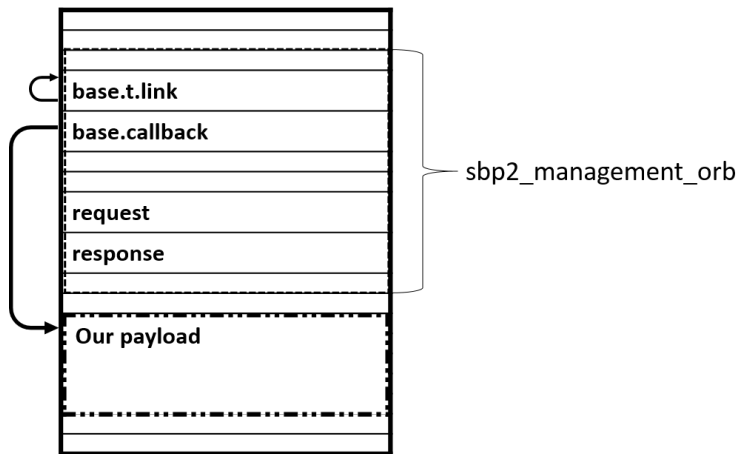 base.t.link
base.callback
sbp2_management_orb
request
response
Our payload